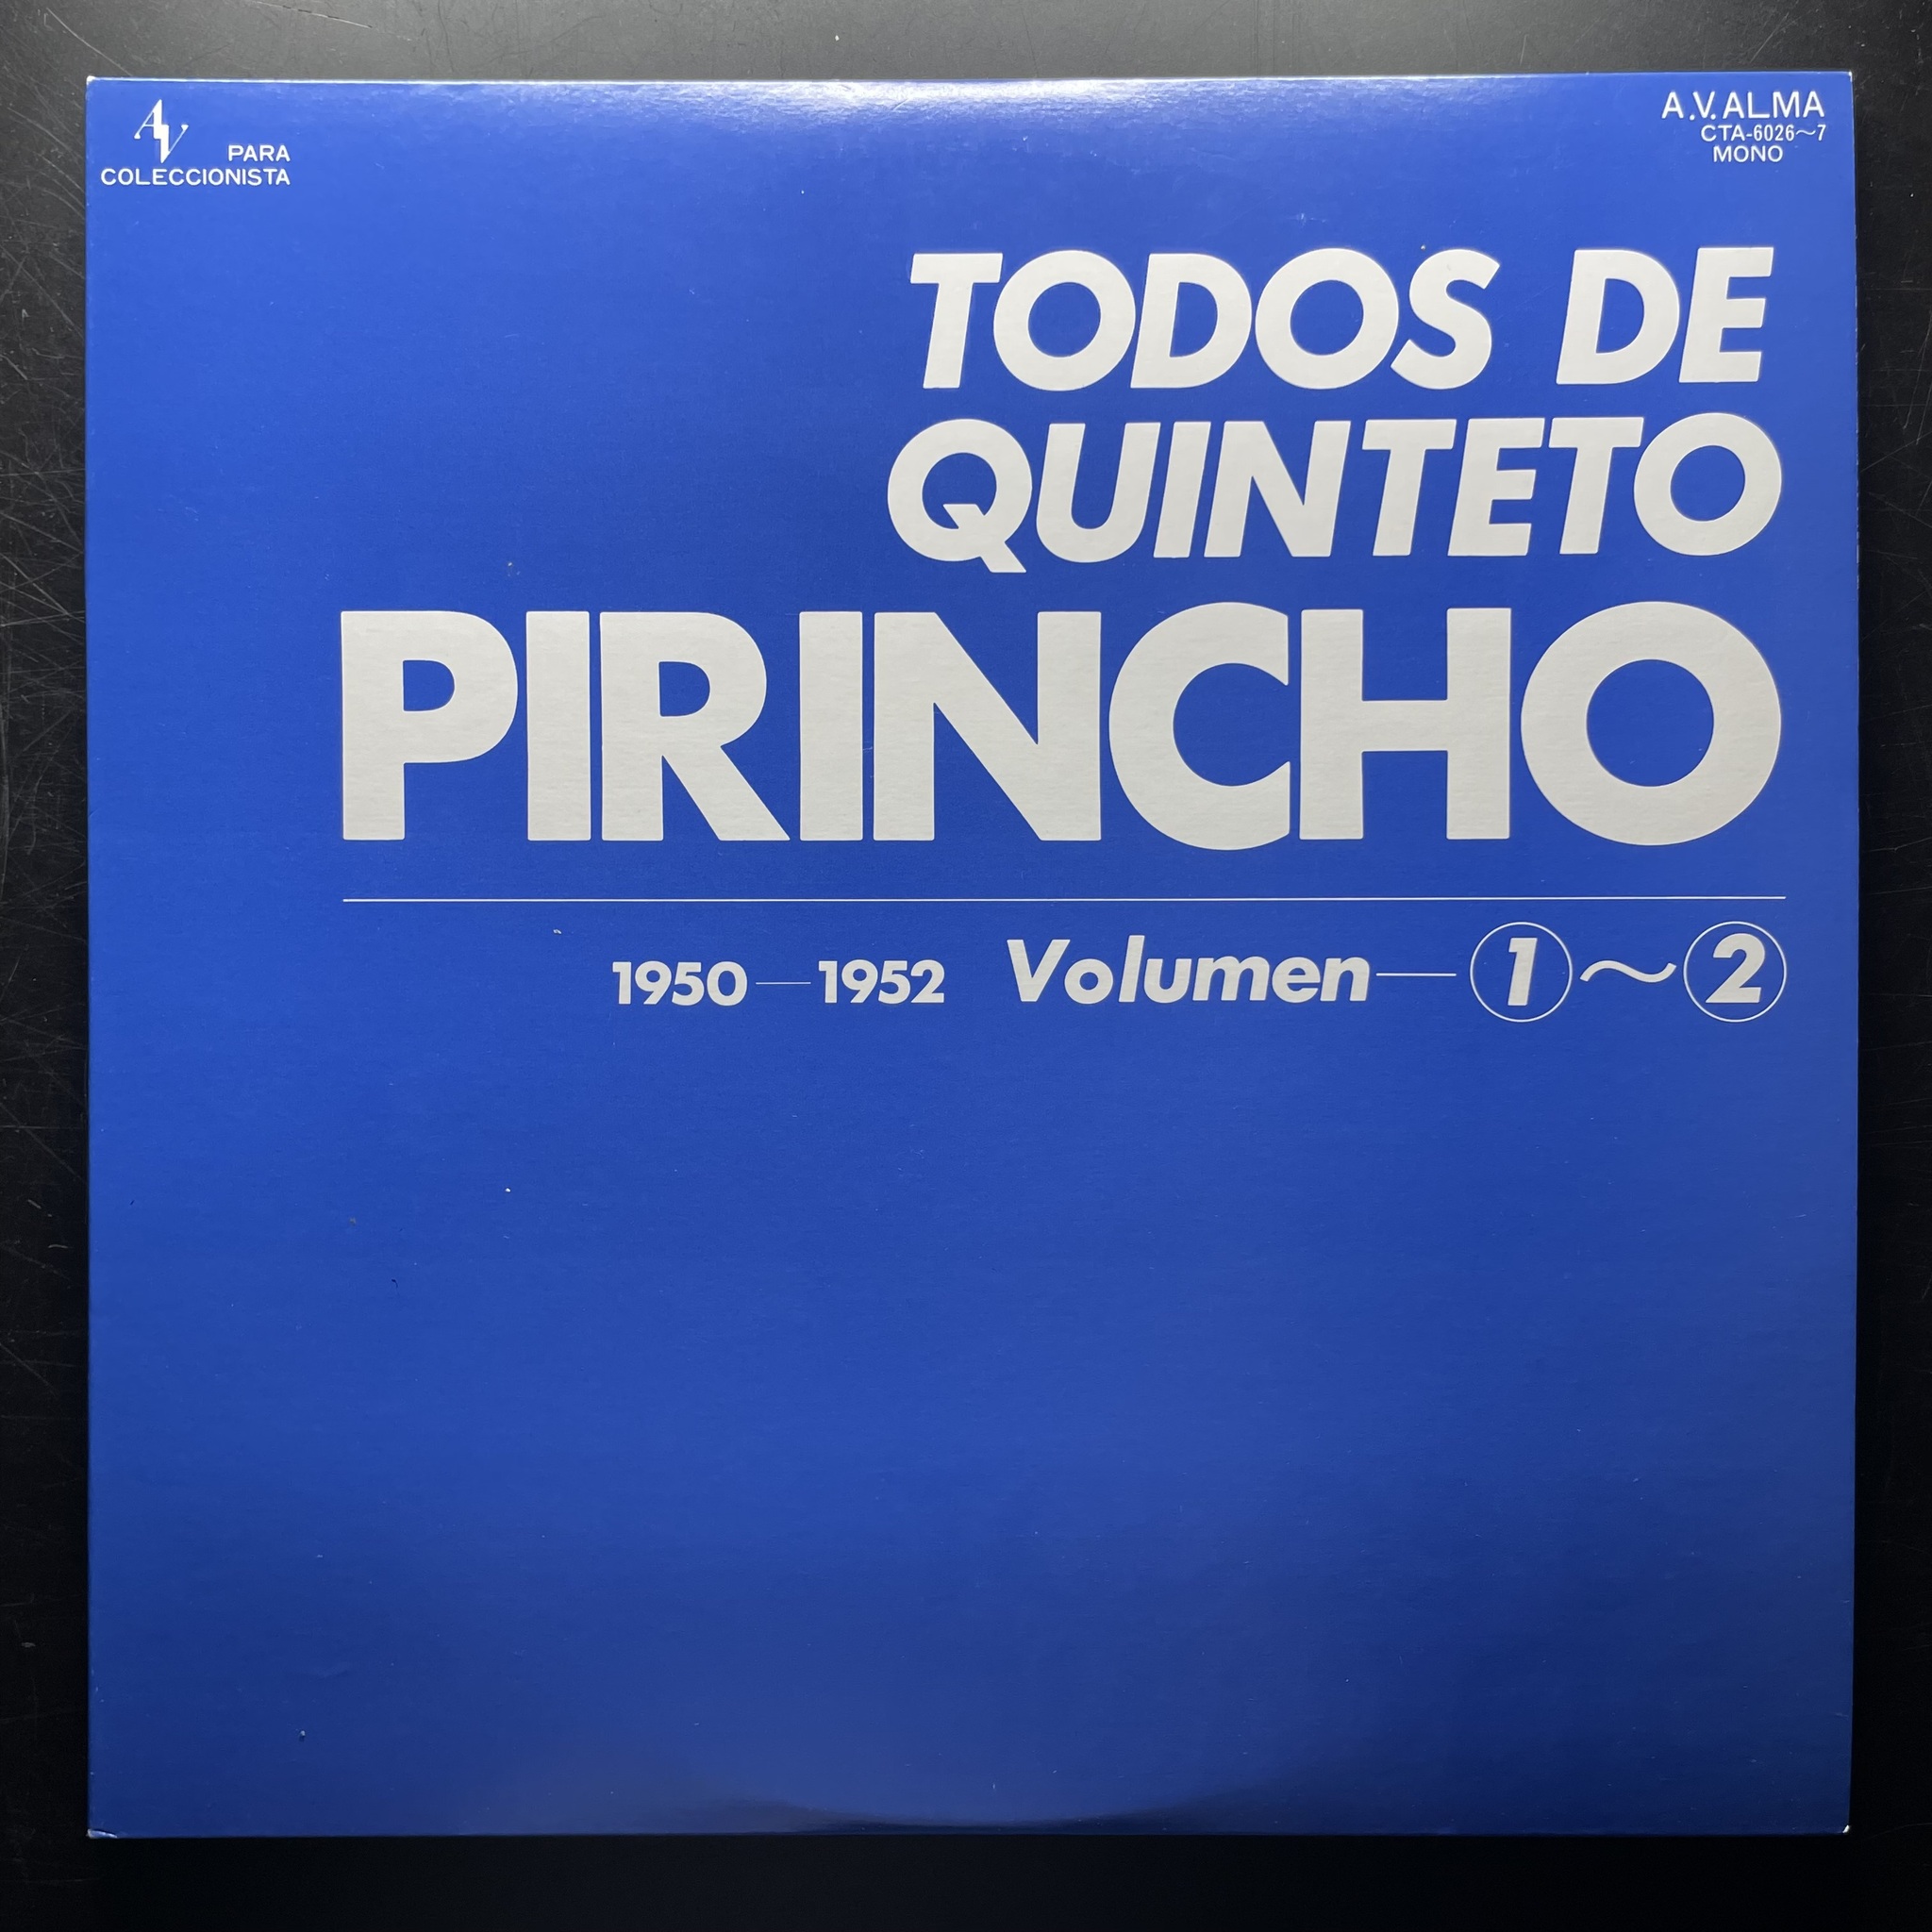 AV
PARA
COLECCIONISTA
A.V.ALMA
CTA-6026〜7
MONO
TODOS DE
QUINTETO
PIRINCHO
1950—1952 Volumen—①〜②